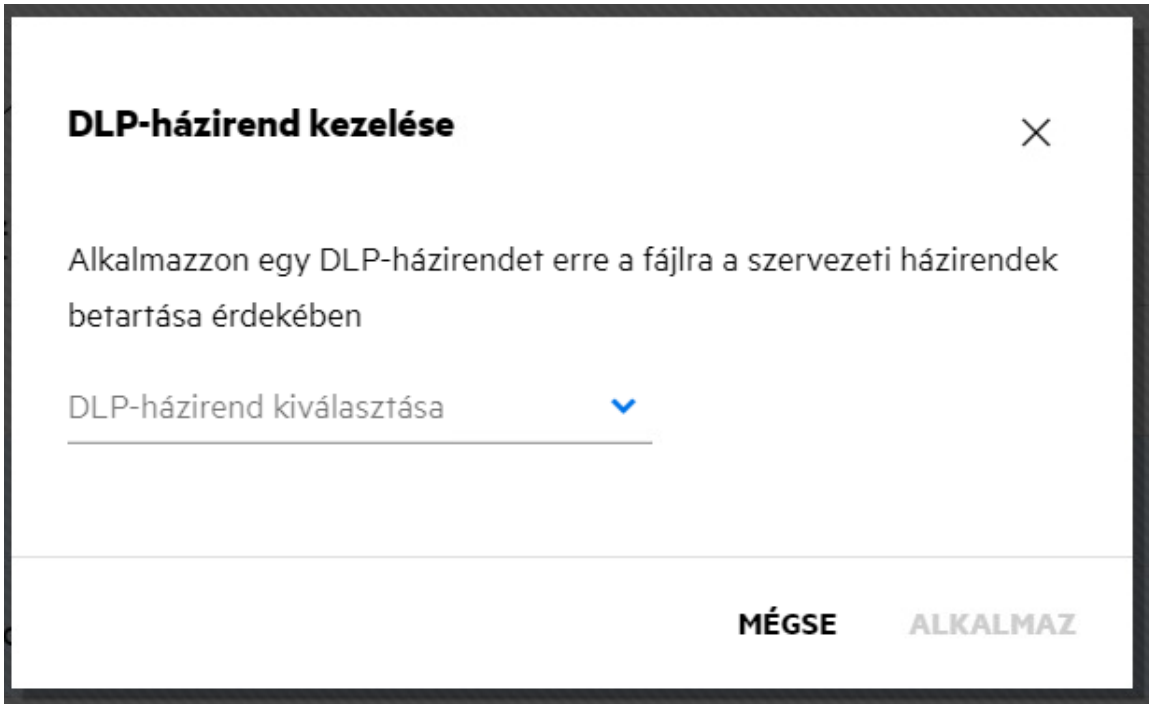 DLP-házirend kezelése
Alkalmazzon egy DLP-házirendet erre a fájlra a szervezeti házirendek
betartása érdekében
DLP-házirend kiválasztása
MÉGSE
ALKALMAZ